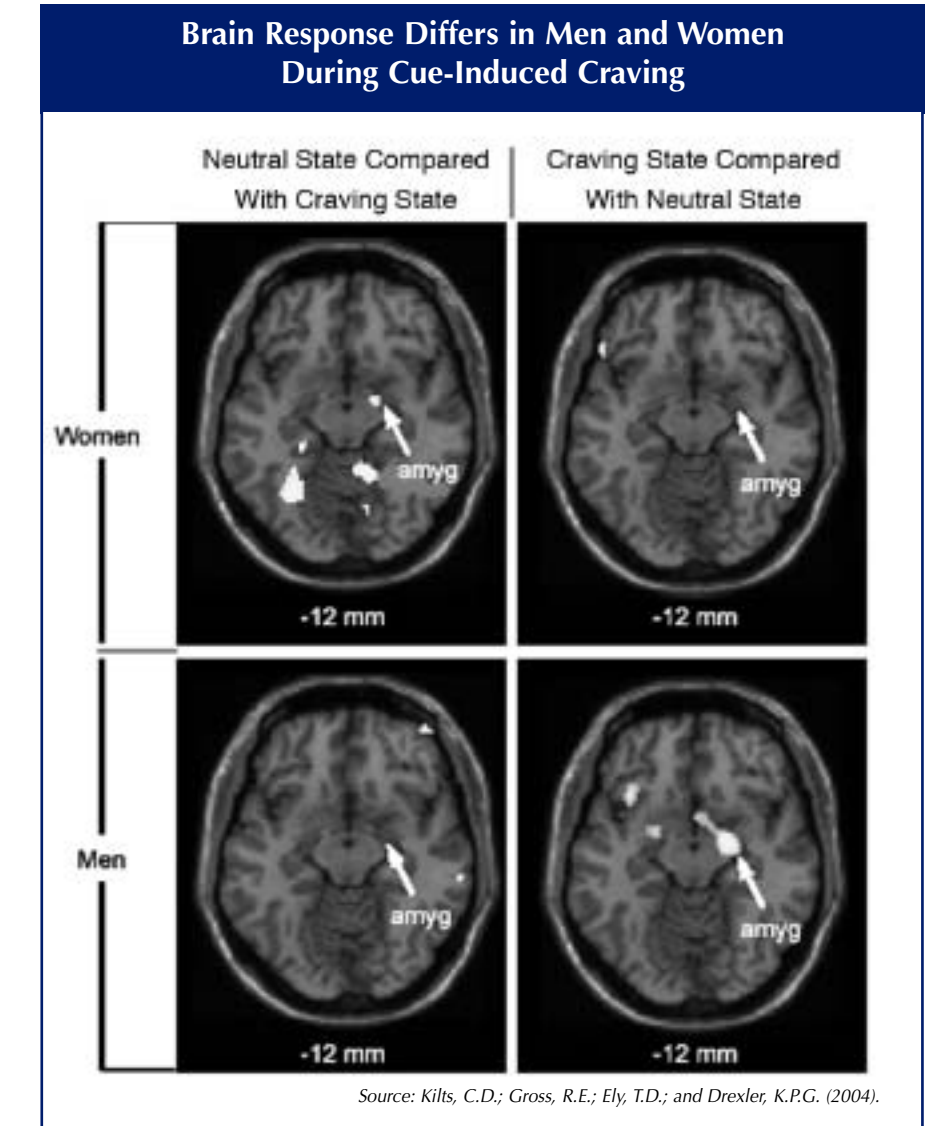 Brain Response Differs in Men and Women
During Cue-Induced Craving
Neutral State Compared
With Craving State
Craving State Compared
With Neutral State
Women
amyg
-12 mm
amyg
-12 mm
Men
amyg
-12 mm
amyg
-12 mm
Source: Kilts, C.D.; Gross, R.E.; Ely, T.D.; and Drexler, K.P.G. (2004).